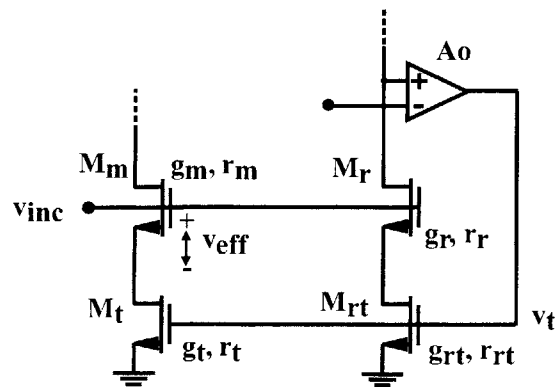 Ao
+
-
Mm
gm, rm
Mr
vinc
+
veff
-
gr, rr
Mt
Mrt
vt
gt, rt
grt, rrt